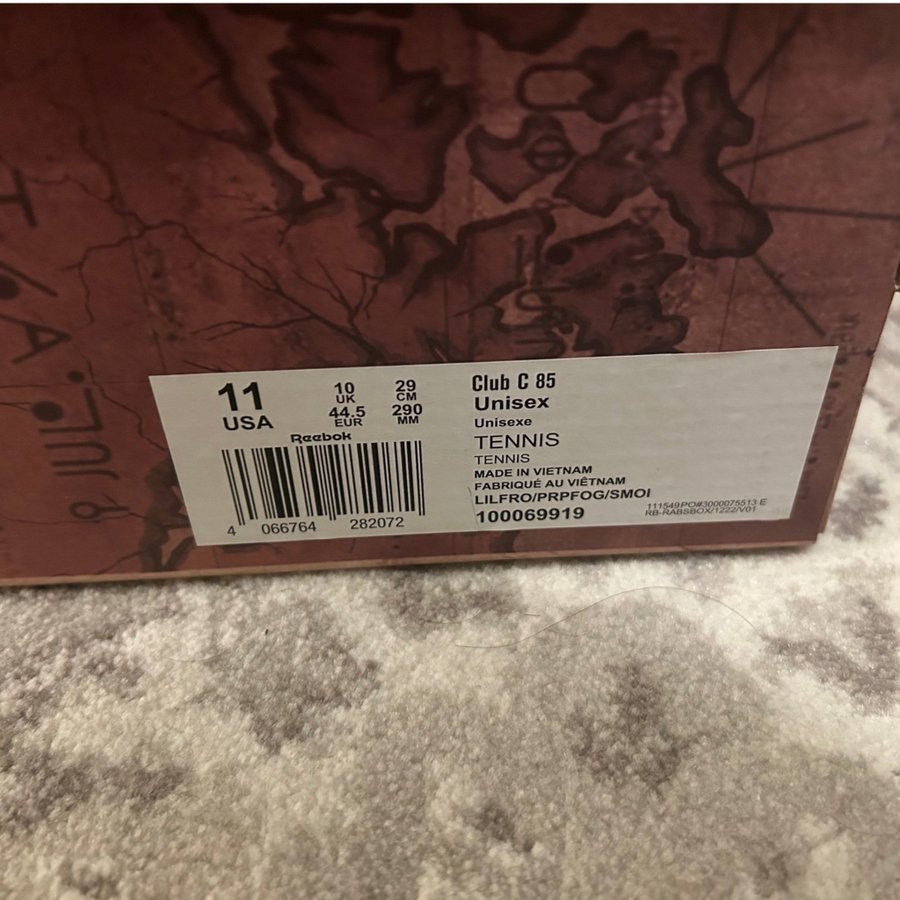 11
USA
10
UK
44.5
EUR
29
CM
290
MM
Reebok
4 066764 282072
Club C 85
Unisex
Unisexe
TENNIS
TENNIS
MADE IN VIETNAM
FABRIQUÉ AU VIÊTNAM
LILFRO/PRPFOG/SMOI
100069919
111549PO#3000075513 E
RB-RABSBOX/1222/V01